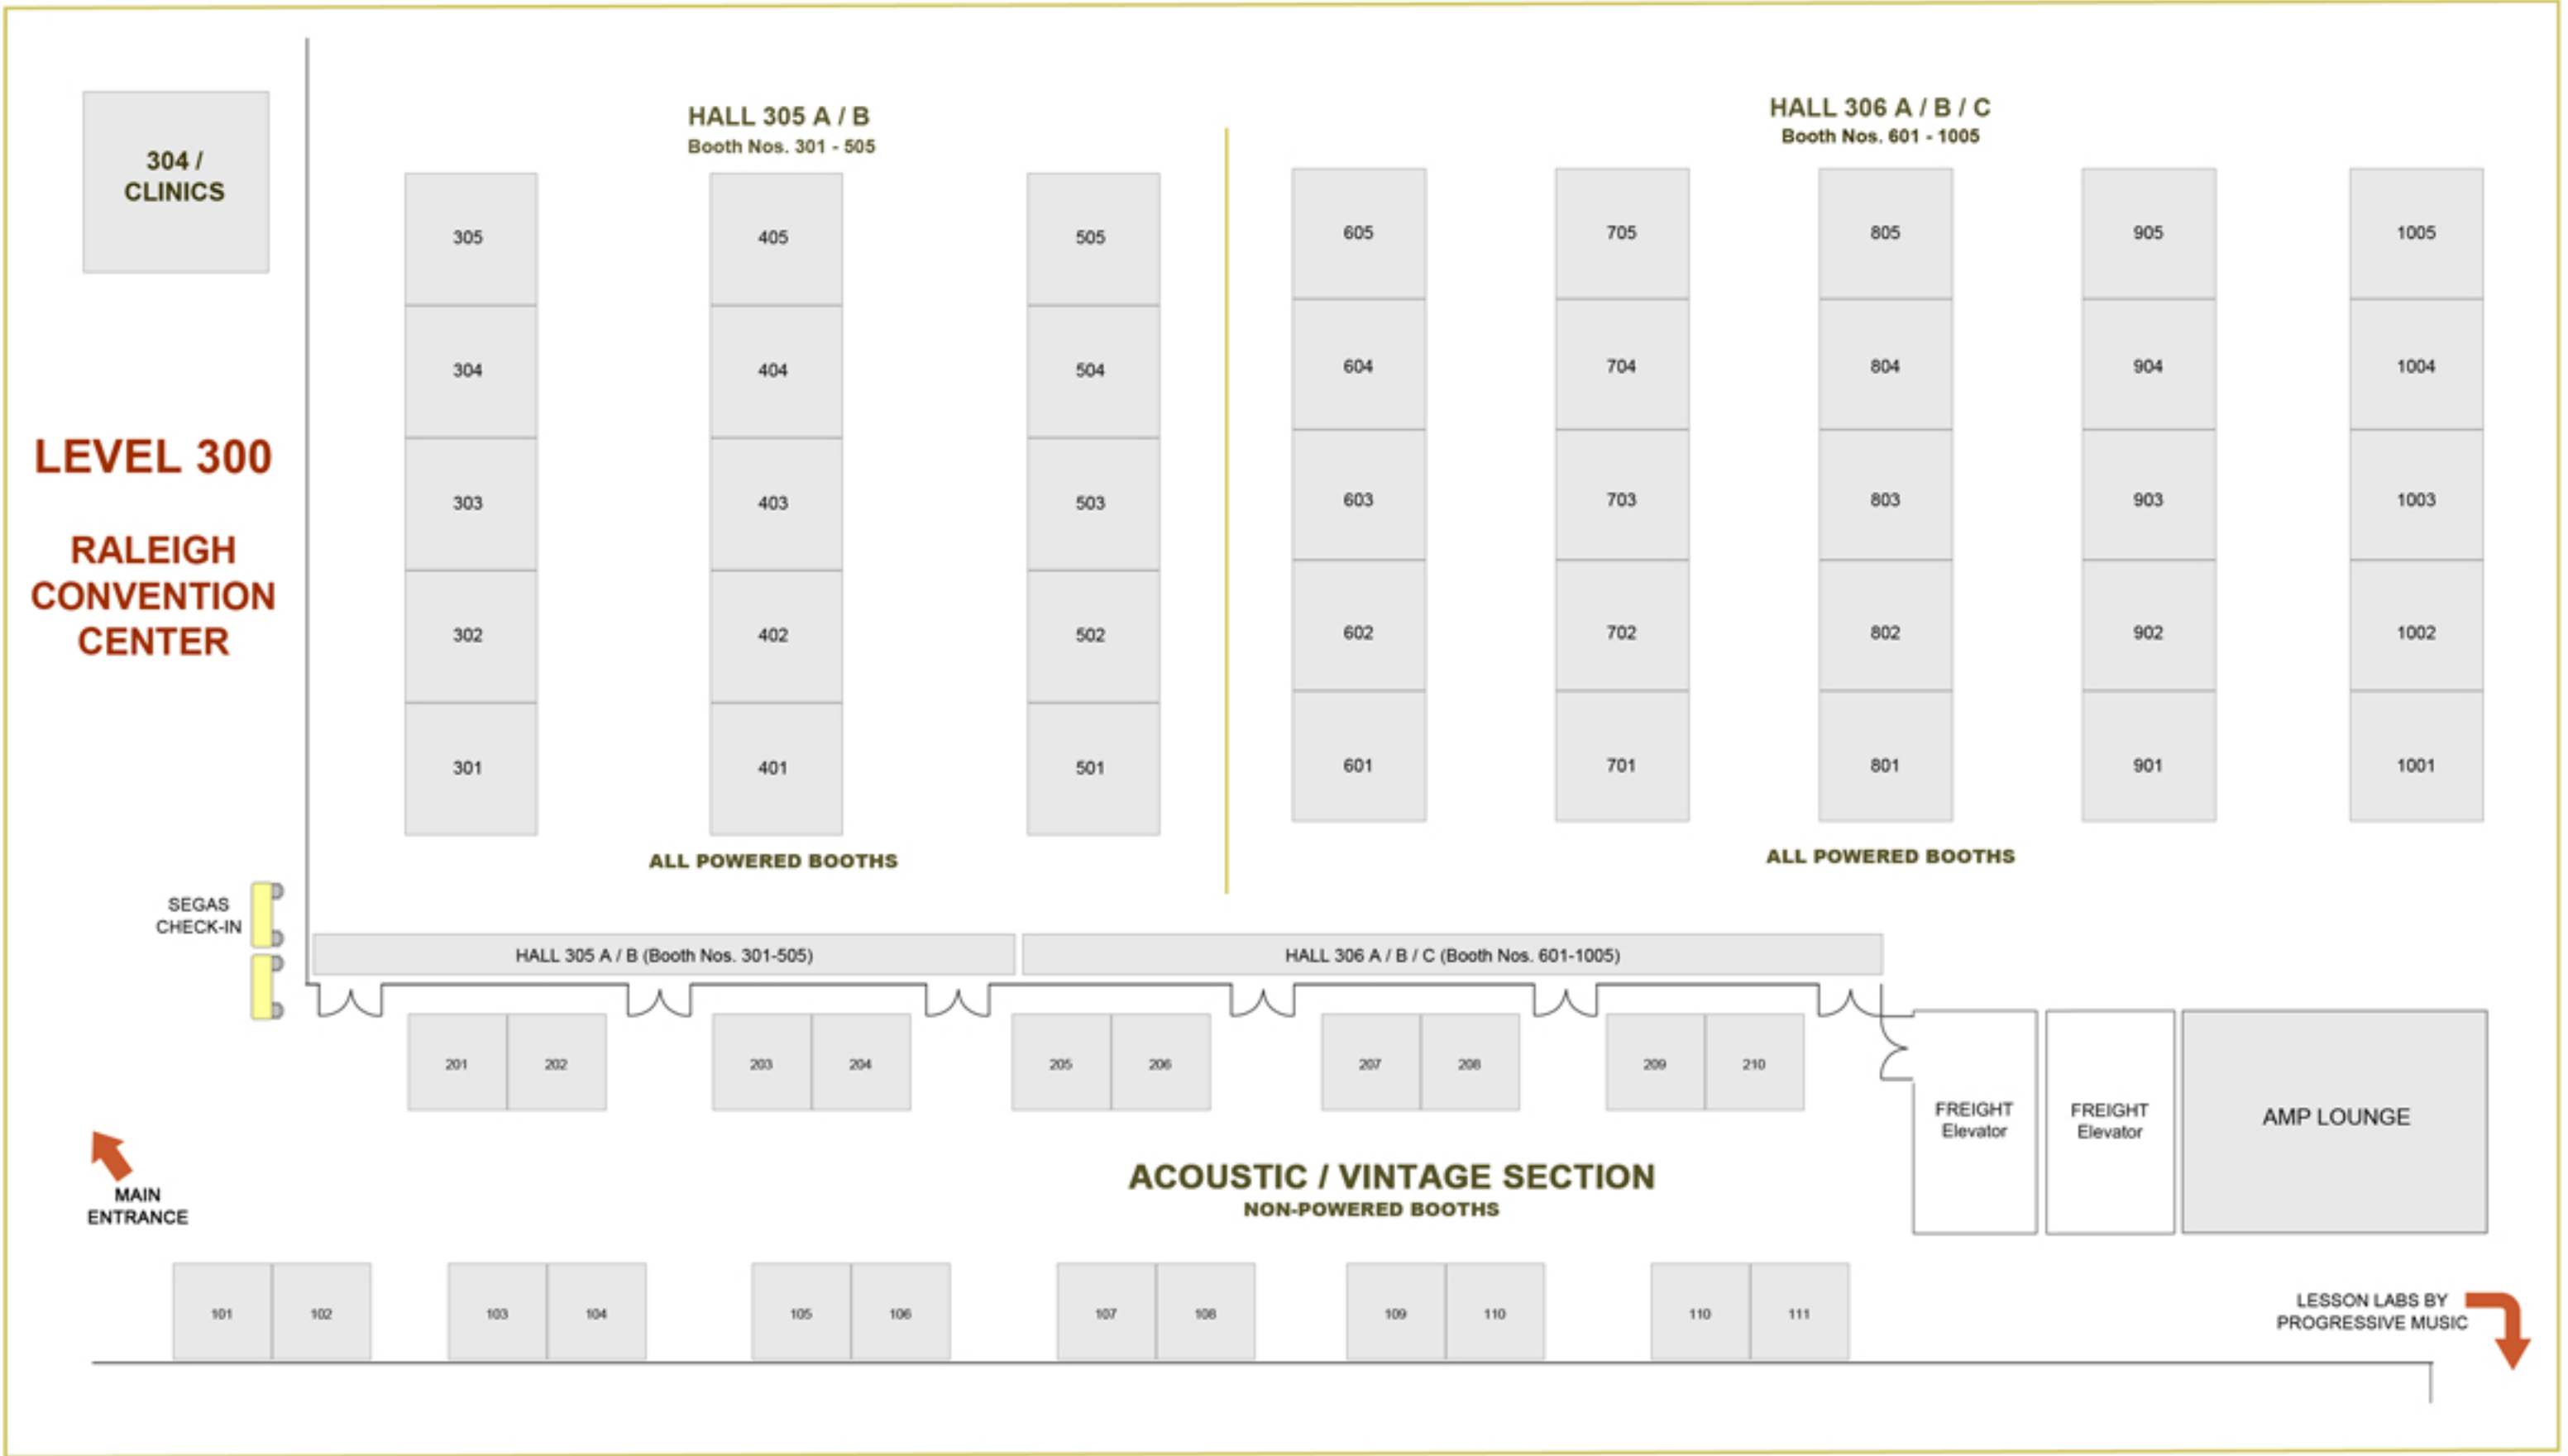 304 /
CLINICS
LEVEL 300
RALEIGH
CONVENTION
CENTER
HALL 305 A / B
Booth Nos. 301 - 505
305
405
505
304
404
504
303
403
503
302
402
502
301
401
501
ALL POWERED BOOTHS
HALL 306 A / B / C
Booth Nos. 601 - 1005
605
705
805
905
1005
604
704
804
904
1004
603
703
803
903
1003
602
702
802
902
1002
601
701
801
901
1001
ALL POWERED BOOTHS
SEGAS
CHECK-IN
HALL 305 A / B (Booth Nos. 301-505)
HALL 306 A / B / C (Booth Nos. 601-1005)
201
202
203
204
205
206
207
208
209
210
FREIGHT
Elevator
FREIGHT
Elevator
AMP LOUNGE
MAIN
ENTRANCE
ACOUSTIC / VINTAGE SECTION
NON-POWERED BOOTHS
101
102
103
104
105
106
107
108
109
110
110
111
LESSON LABS BY
PROGRESSIVE MUSIC